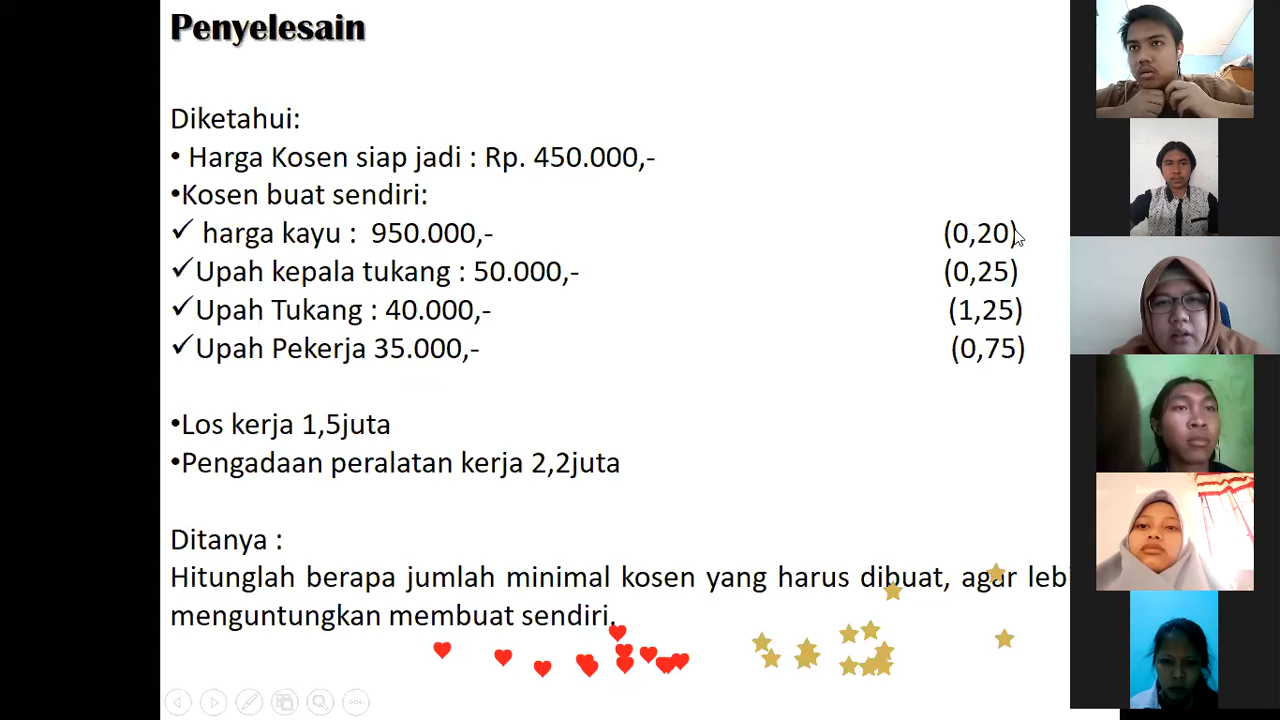 Penyelesain
Diketahui:
• Harga Kosen siap jadi : Rp. 450.000,-
•Kosen buat sendiri:
✓ harga kayu : 950.000,- (0,20)
✓Upah kepala tukang : 50.000,- (0,25)
✓Upah Tukang : 40.000,- (1,25)
✓Upah Pekerja 35.000,- (0,75)
•Los kerja 1,5juta
•Pengadaan peralatan kerja 2,2juta
Ditanya :
Hitunglah berapa jumlah minimal kosen yang harus dibuat, agar lebi
menguntungkan membuat sendiri.